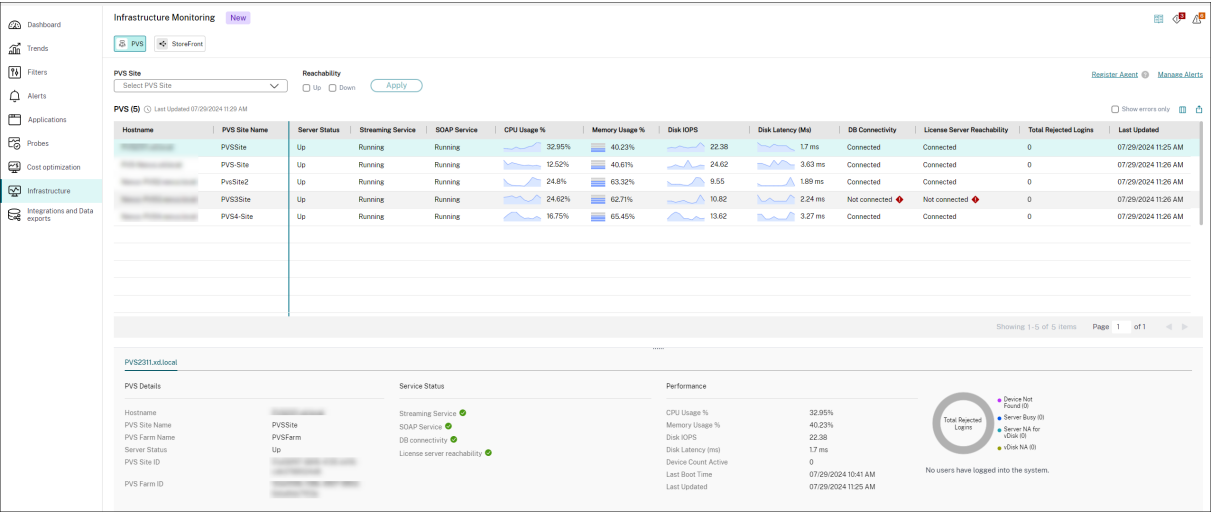 Infrastructure Monitoring New
3
6
Dashboard
Trends
Filters
Alerts
Applications
Probes
Cost optimization
Infrastructure
Integrations and Data
exports
PVS StoreFront
PVS Site Reachability
Select PVS Site Up Down Apply
Register Agent Manage Alerts
PVS (5) Last Updated 07/29/2024 11:29 AM Show errors only
Hostname PVS Site Name Server Status Streaming Service SOAP Service CPU Usage % Memory Usage % Disk IOPS Disk Latency (Ms) DB Connectivity License Server Reachability Total Rejected Logins Last Updated
PVSSite Up Running Running 32.95% 40.23% 22.38 1.7 ms Connected Connected 0 07/29/2024 11:25 AM
PVS-Site Up Running Running 12.52% 40.61% 24.62 3.63 ms Connected Connected 0 07/29/2024 11:26 AM
PvsSite2 Up Running Running 24.8% 63.32% 9.55 1.89 ms Connected Connected 0 07/29/2024 11:26 AM
PVS3Site Up Running Running 24.62% 62.71% 10.82 2.24 ms Not connected Not connected 0 07/29/2024 11:26 AM
PVS4-Site Up Running Running 16.75% 65.45% 13.62 3.27 ms Connected Connected 0 07/29/2024 11:26 AM
Showing 1-5 of 5 items Page 1 of 1
PVS2311.xd.local
PVS Details
Hostname
PVS Site Name PVSSite
PVS Farm Name PVSFarm
Server Status Up
PVS Site ID
PVS Farm ID
Service Status
Streaming Service
SOAP Service
DB connectivity
License server reachability
Performance
CPU Usage % 32.95%
Memory Usage % 40.23%
Disk IOPS 22.38
Disk Latency (ms) 1.7 ms
Device Count Active 0
Last Boot Time 07/29/2024 10:41 AM
Last Updated 07/29/2024 11:25 AM
Total Rejected
Logins
Device Not
Found (0)
Server Busy (0)
Server NA for
vDisk (0)
vDisk NA (0)
No users have logged into the system.